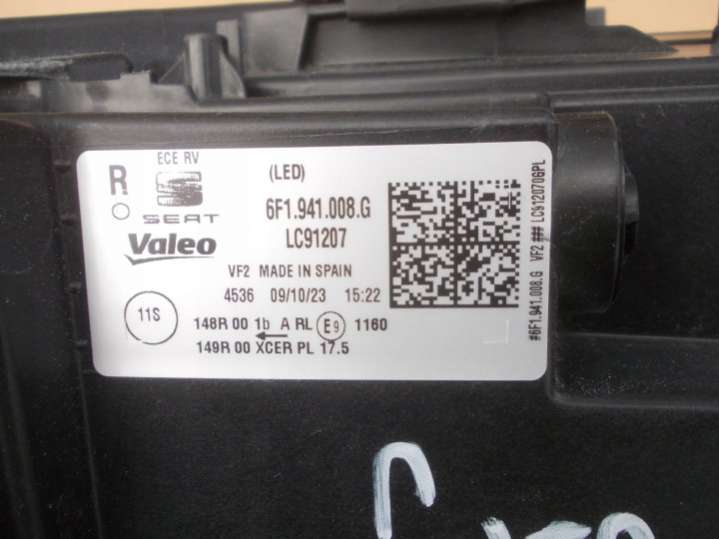 ECE RV
R
(LED)
SEAT
6F1.941.008.G
Valeo
LC91207
VF2 MADE IN SPAIN
4536 09/10/23 15:22
11S
148R 00 1b A RL E9 1160
149R 00 XCER PL 17.5
#6F1.941.008.G VF2 ### LC9120706PL